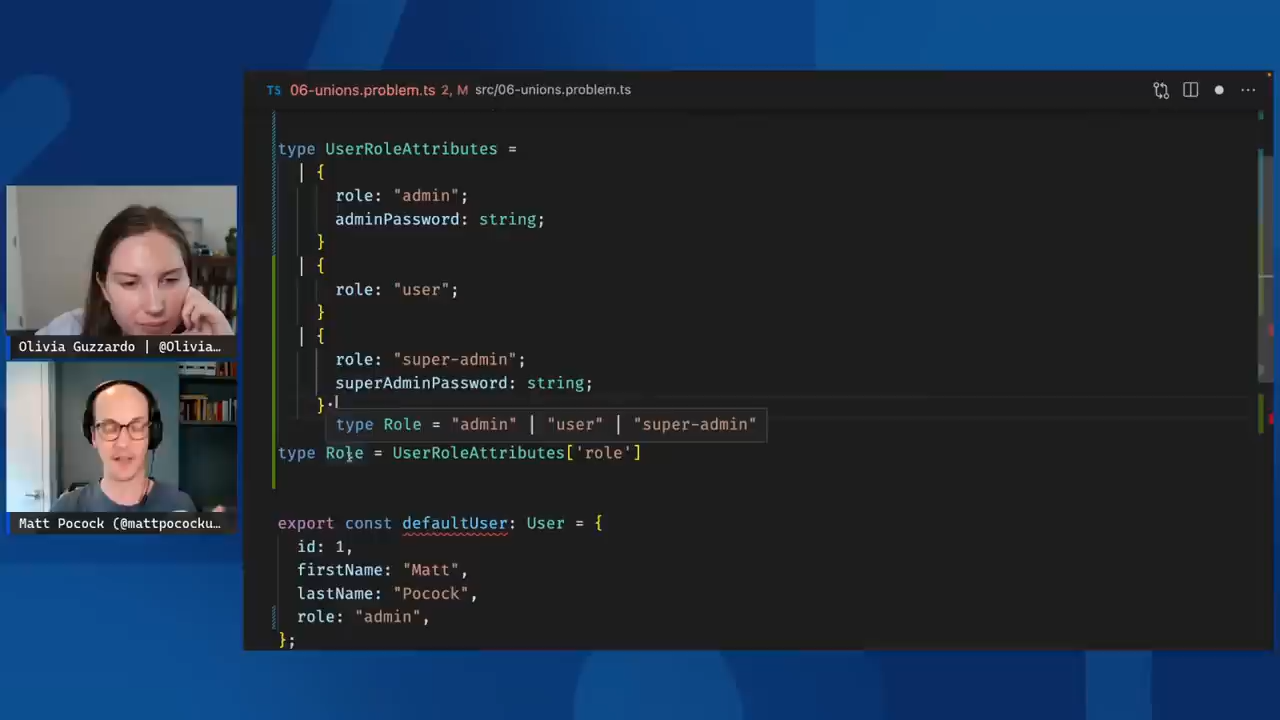 TS 06-unions.problem.ts 2, M src/06-unions.problem.ts
type UserRoleAttributes =
| {
role: "admin";
adminPassword: string;
}
| {
role: "user";
}
| {
role: "super-admin";
superAdminPassword: string;
}
type Role = "admin" | "user" | "super-admin"
type Role = UserRoleAttributes['role']
export const defaultUser: User = {
id: 1,
firstName: "Matt",
lastName: "Pocock",
role: "admin",
};
Olivia Guzzardo | @Olivia…
Matt Pocock (@mattpococku…